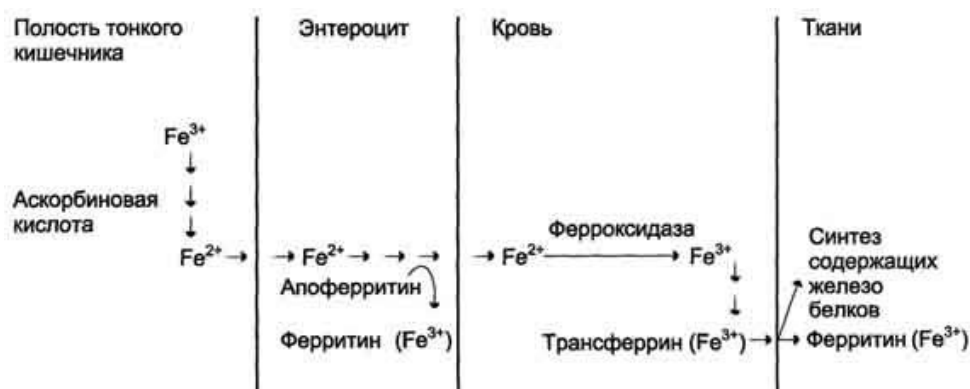 Полость тонкого
кишечника
Энтероцит
Кровь
Ткани
Fe³⁺
Аскорбиновая
кислота
Fe²⁺
Fe²⁺
Апоферритин
Ферритин (Fe³⁺)
Fe²⁺
Ферроксидаза
Fe³⁺
Трансферрин (Fe³⁺)
Синтез
содержащих
железо
белков
Ферритин (Fe³⁺)